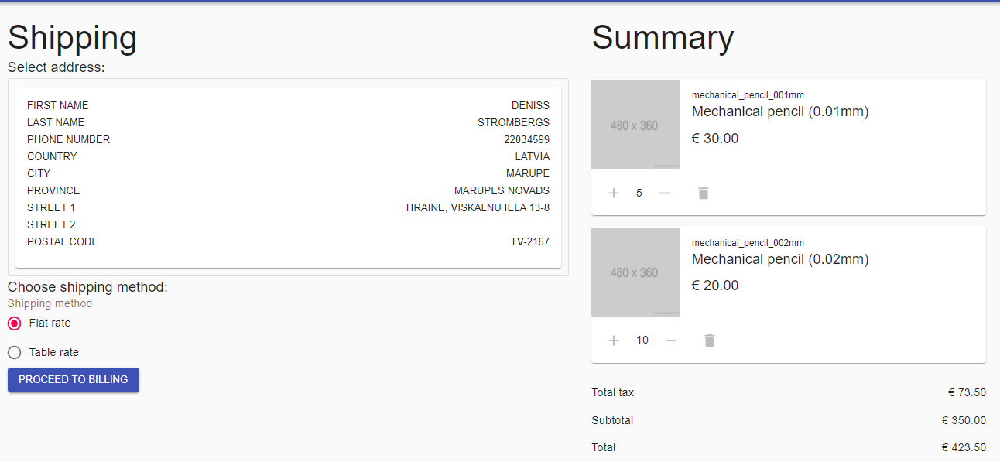 Shipping
Select address:
FIRST NAME DENISS
LAST NAME STROMBERGS
PHONE NUMBER 22034599
COUNTRY LATVIA
CITY MARUPE
PROVINCE MARUPES NOVADS
STREET 1 TIRAINE, VISKALNU IELA 13-8
STREET 2
POSTAL CODE LV-2167
Choose shipping method:
Shipping method
Flat rate
Table rate
PROCEED TO BILLING
Summary
480 x 360
mechanical_pencil_001mm
Mechanical pencil (0.01mm)
€ 30.00
5
480 x 360
mechanical_pencil_002mm
Mechanical pencil (0.02mm)
€ 20.00
10
Total tax € 73.50
Subtotal € 350.00
Total € 423.50